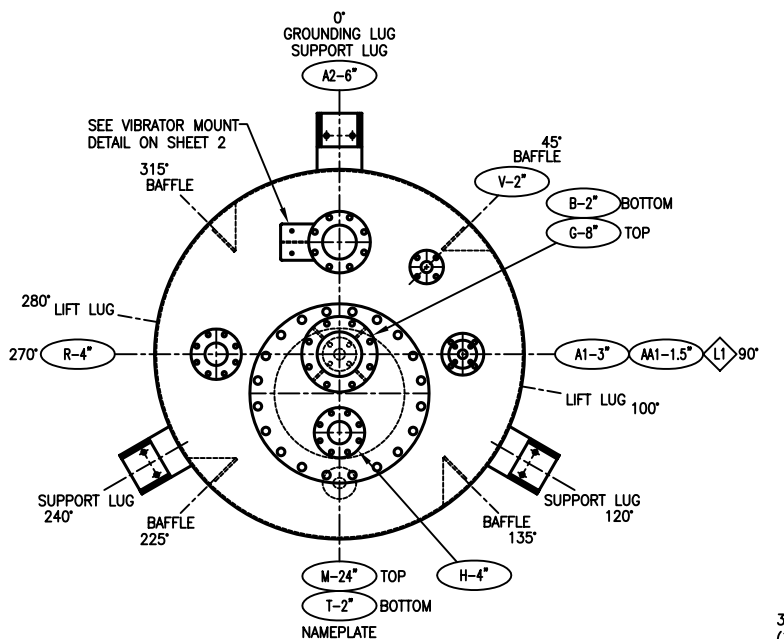 0°
GROUNDING LUG
SUPPORT LUG
A2-6"
SEE VIBRATOR MOUNT
DETAIL ON SHEET 2
45°
BAFFLE
315°
BAFFLE
V-2"
B-2" BOTTOM
G-8" TOP
280°
LIFT LUG
270° R-4"
A1-3" AA1-1.5" L1 90°
LIFT LUG
100°
SUPPORT LUG
240°
BAFFLE
225°
BAFFLE
135°
SUPPORT LUG
120°
M-24" TOP
H-4"
T-2" BOTTOM
NAMEPLATE